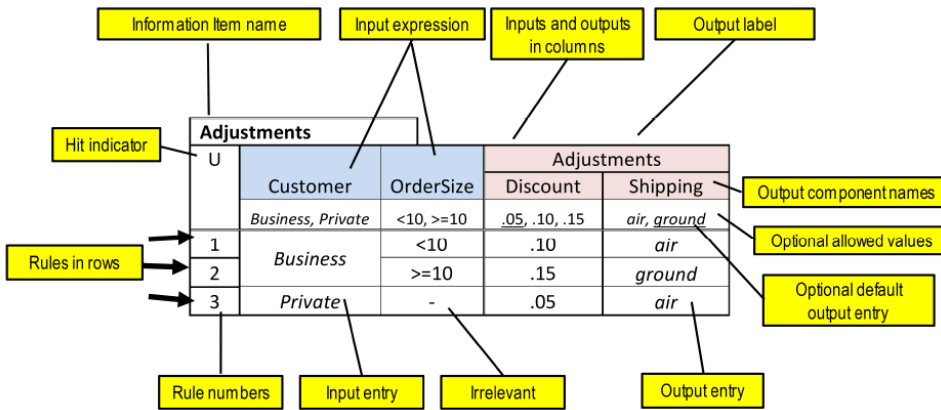 Information Item name
Input expression
Inputs and outputs
in columns
Output label
Hit indicator
Adjustments
U
Adjustments
Customer OrderSize Discount Shipping
Output component names
Business, Private <10, >=10 .05, .10, .15 air, ground
Optional allowed values
Rules in rows
1 Business <10 .10 air
2 >=10 .15 ground
3 Private - .05 air
Optional default
output entry
Rule numbers
Input entry
Irrelevant
Output entry